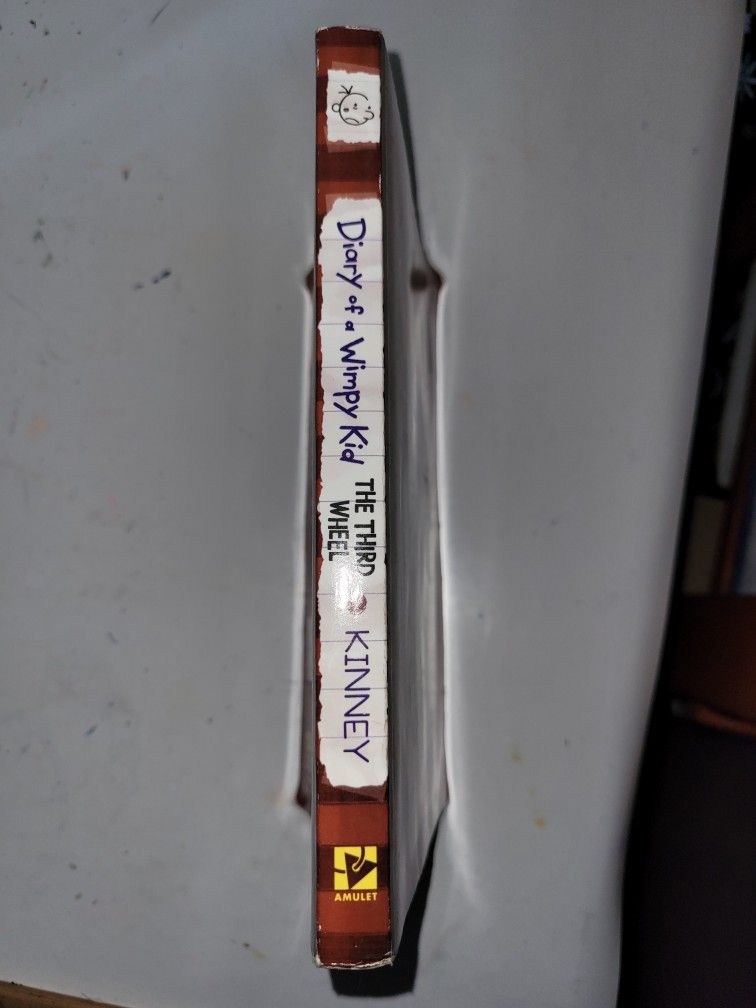 Diary of a Wimpy Kid
THE THIRD
WHEEL
KINNEY
AMULET